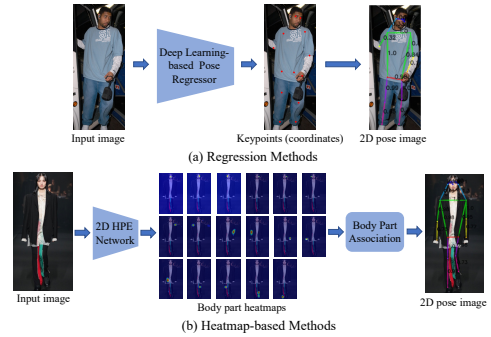 Deep Learning-
based Pose
Regressor
Input image
Keypoints (coordinates)
2D pose image
(a) Regression Methods
2D HPE
Network
Body Part
Association
Input image
Body part heatmaps
2D pose image
(b) Heatmap-based Methods